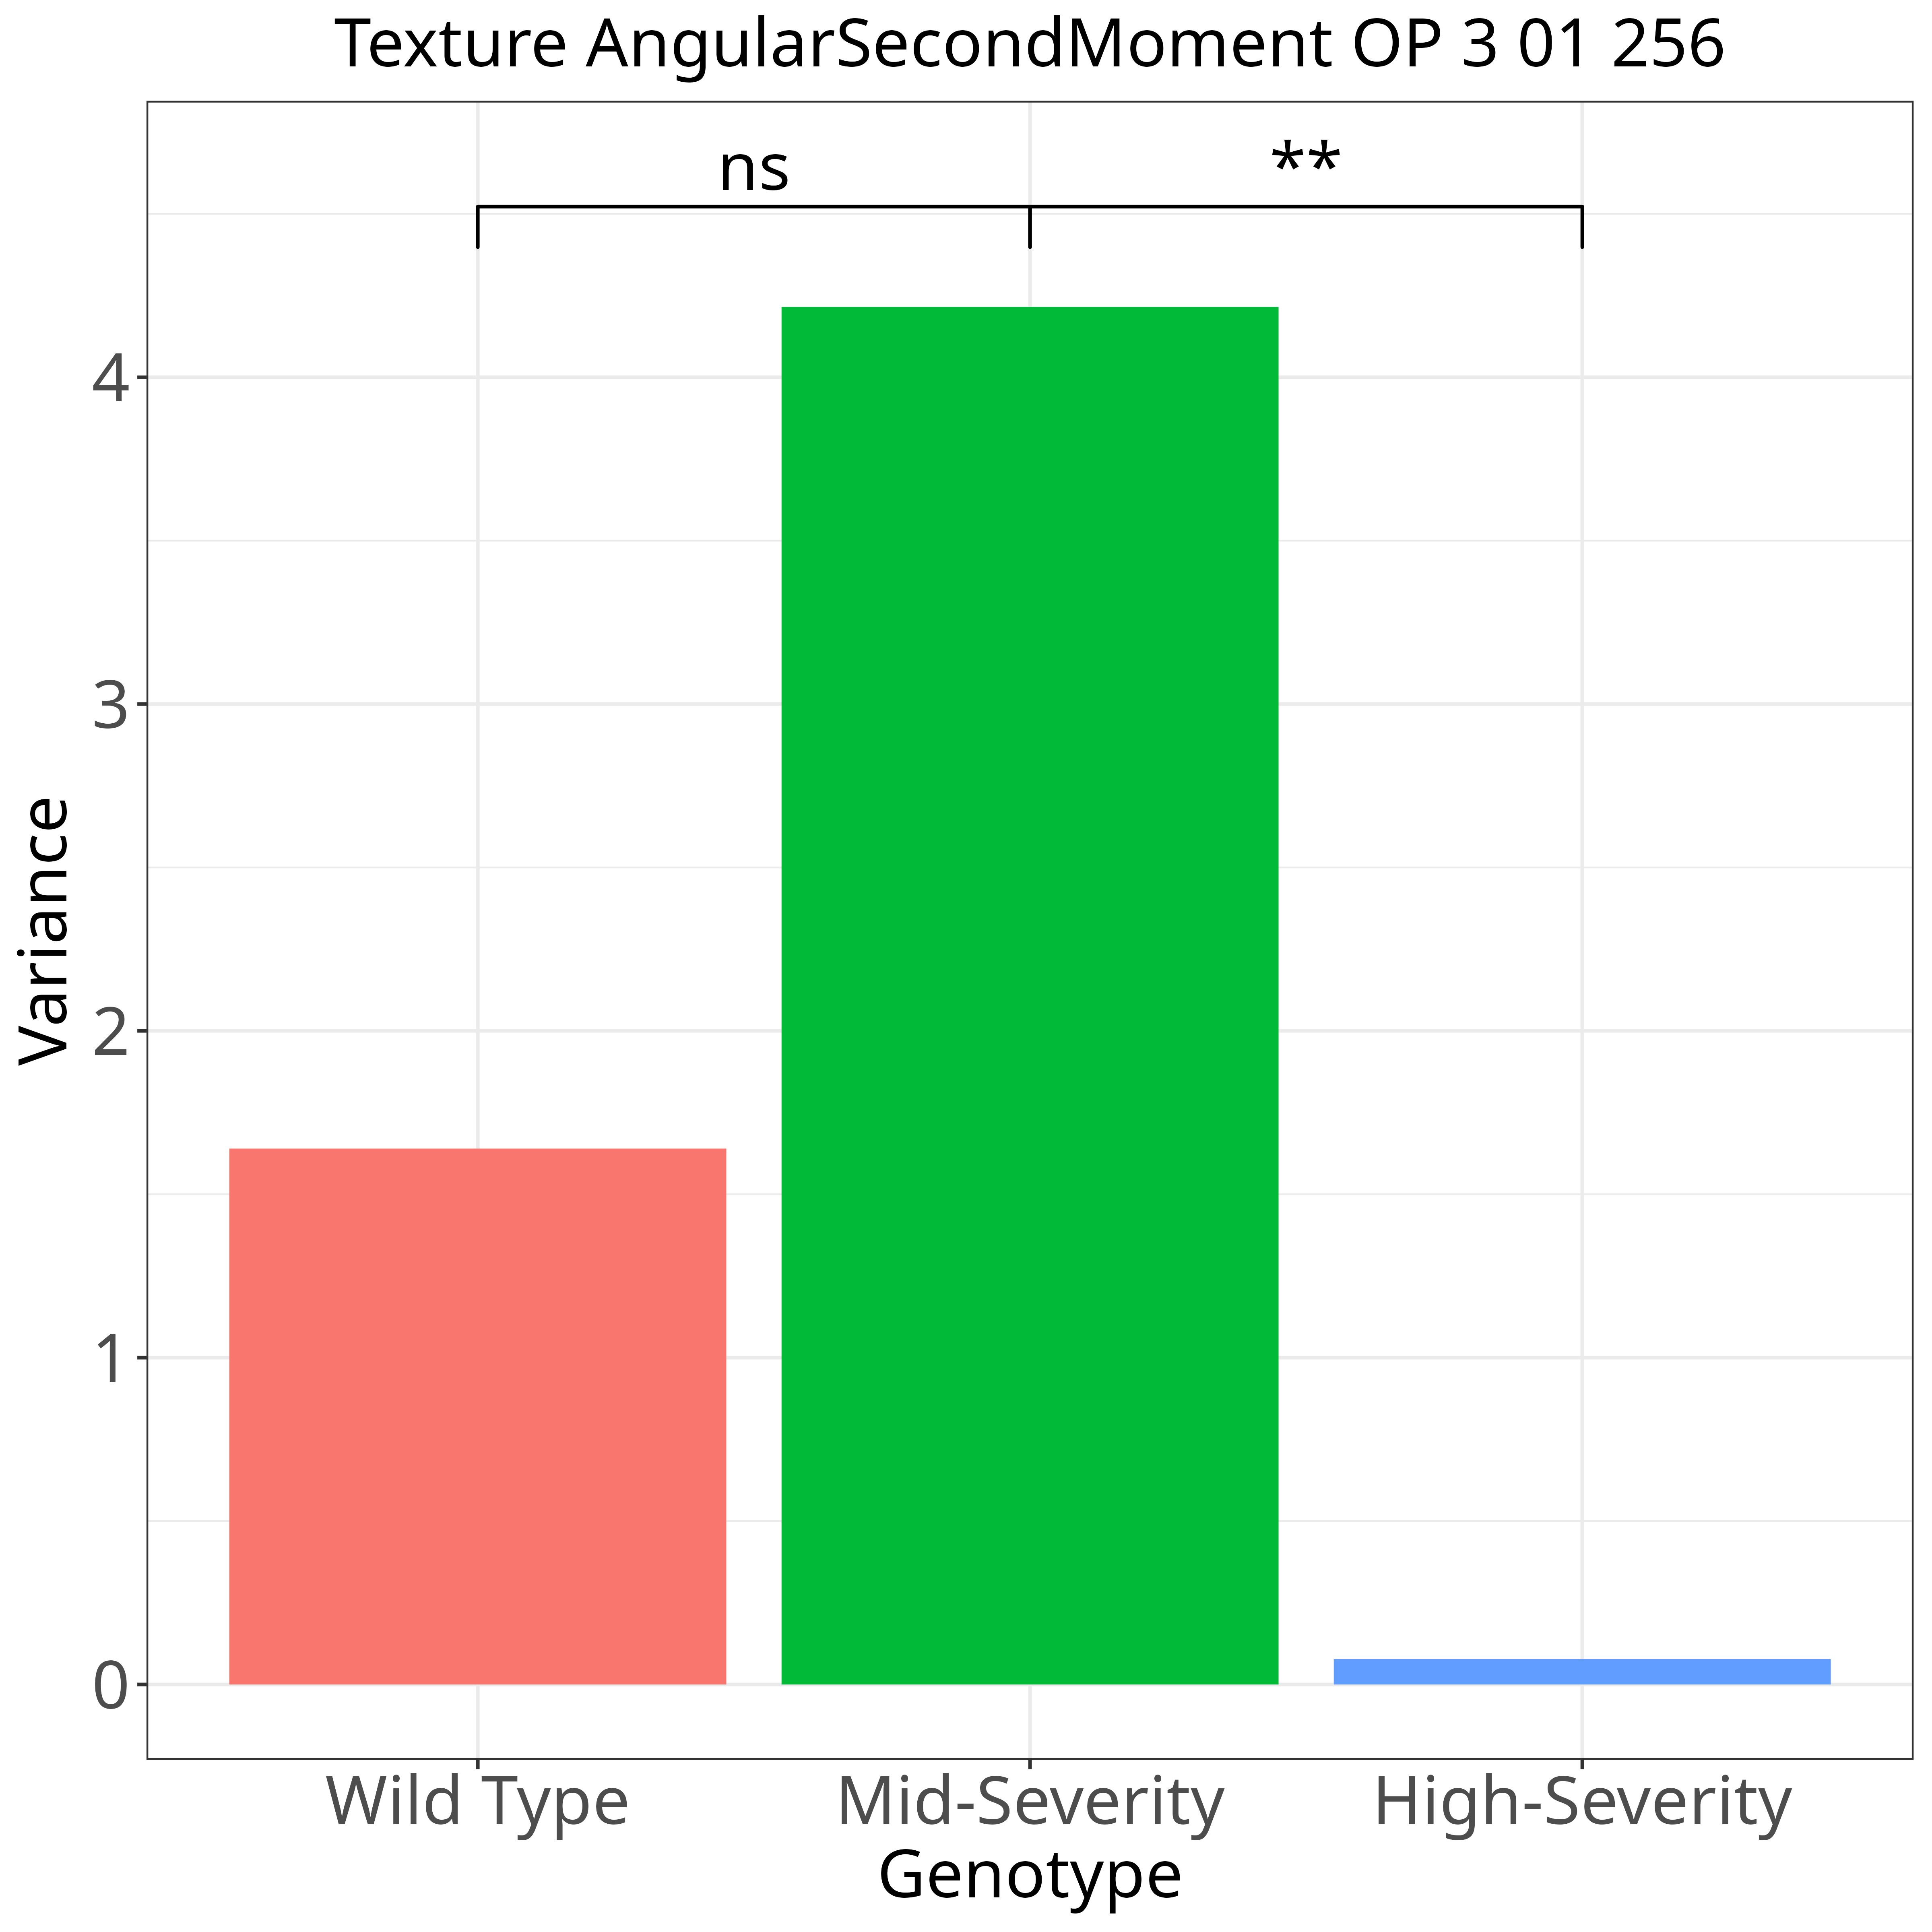 Texture AngularSecondMoment OP 3 01 256
ns
**
4
3
2
1
0
Variance
Wild Type
Mid-Severity
High-Severity
Genotype